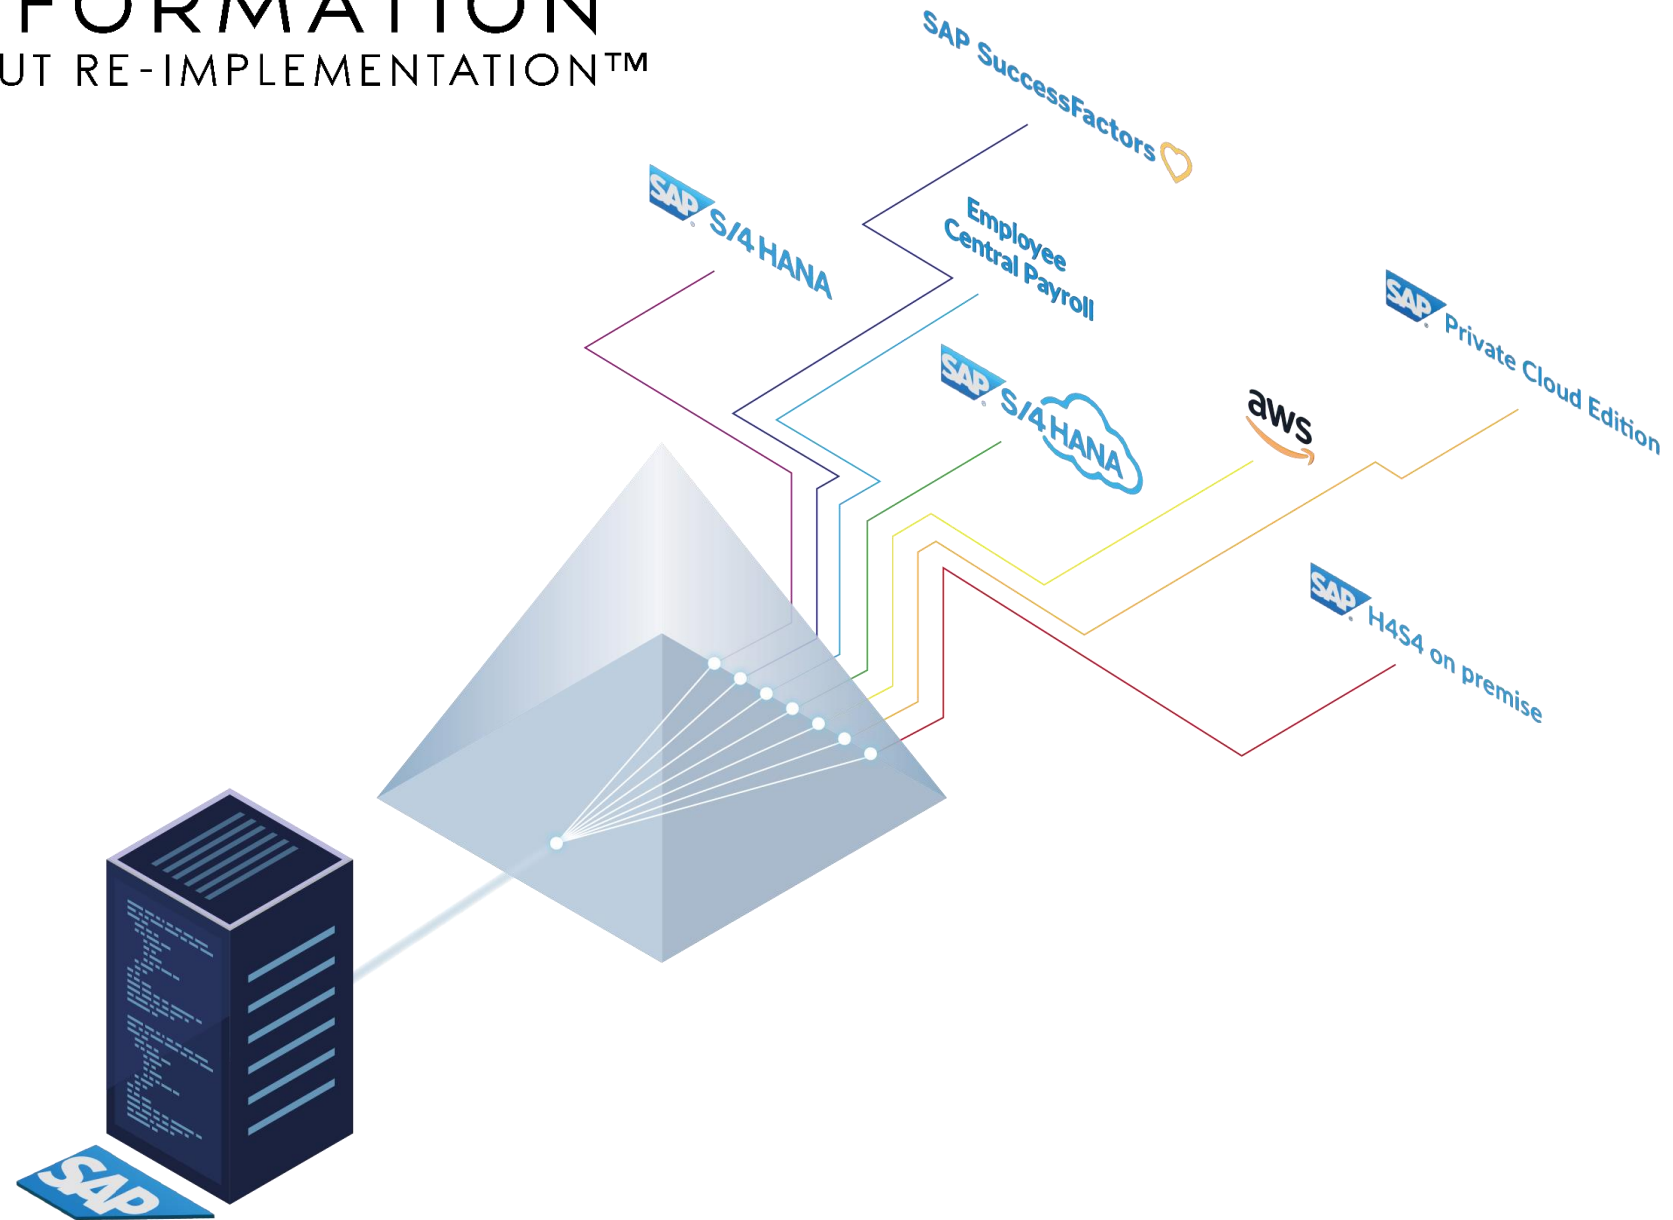 FORMATION
UT RE-IMPLEMENTATION™
SAP SuccessFactors
SAP S/4HANA
Employee
Central Payroll
SAP Private Cloud Edition
SAP S/4HANA
aws
SAP H4S4 on premise
SAP